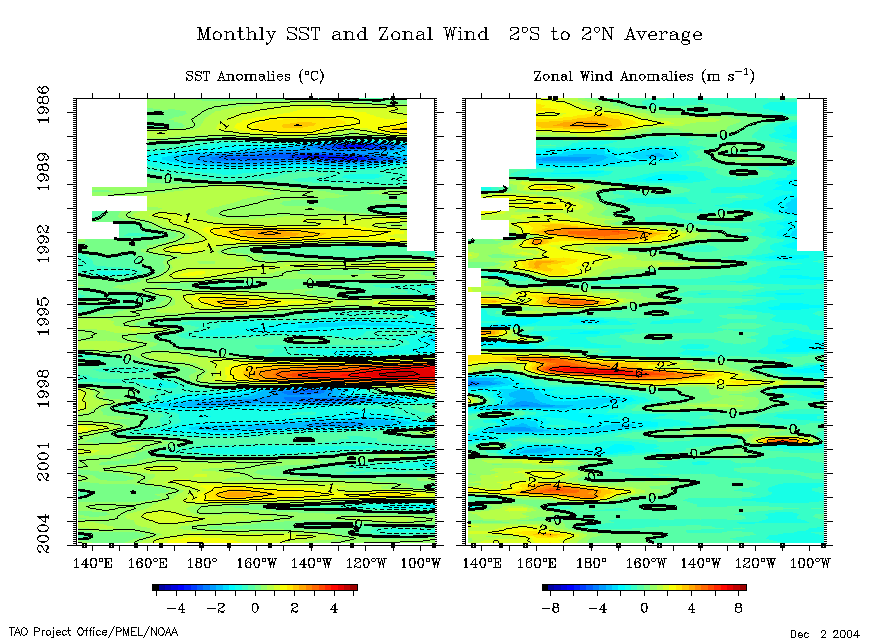 Monthly SST and Zonal Wind 2°S to 2°N Average
SST Anomalies (°C)
Zonal Wind Anomalies (m s⁻¹)
1986
1989
1992
1995
1998
2001
2004
140°E 160°E 180° 160°W 140°W 120°W 100°W
140°E 160°E 180° 160°W 140°W 120°W 100°W
−4 −2 0 2 4
−8 −4 0 4 8
TAO Project Office/PMEL/NOAA
Dec 2 2004